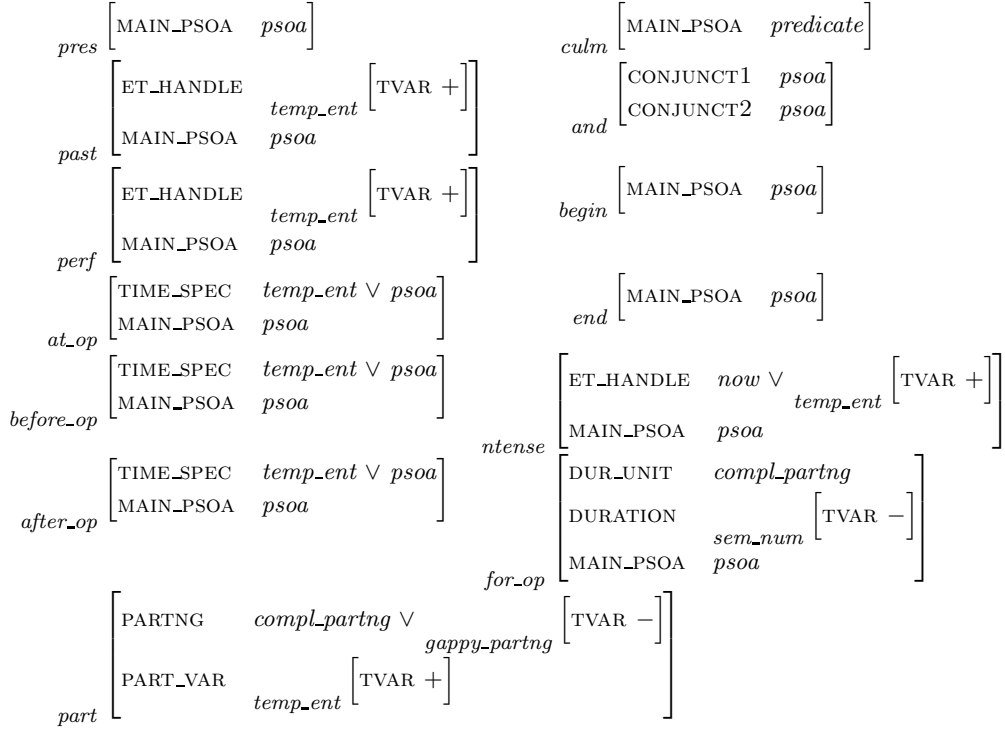 pres [MAIN_PSOA psoa]
culm [MAIN_PSOA predicate]
past [ET_HANDLE temp_ent [TVAR +]
MAIN_PSOA psoa]
and [CONJUNCT1 psoa
CONJUNCT2 psoa]
perf [ET_HANDLE temp_ent [TVAR +]
MAIN_PSOA psoa]
begin [MAIN_PSOA psoa]
at_op [TIME_SPEC temp_ent ∨ psoa
MAIN_PSOA psoa]
end [MAIN_PSOA psoa]
before_op [TIME_SPEC temp_ent ∨ psoa
MAIN_PSOA psoa]
ntense [ET_HANDLE now ∨ temp_ent [TVAR +]
MAIN_PSOA psoa]
after_op [TIME_SPEC temp_ent ∨ psoa
MAIN_PSOA psoa]
for_op [DUR_UNIT compl_partng
DURATION sem_num [TVAR −]
MAIN_PSOA psoa]
part [PARTNG compl_partng ∨ gappy_partng [TVAR −]
PART_VAR temp_ent [TVAR +]]